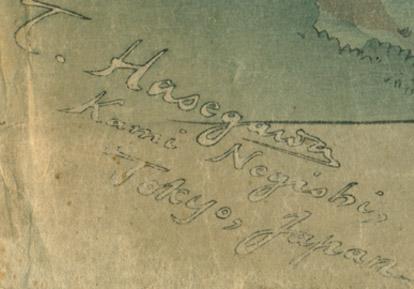 T. Hasegawa
Kami Negishi,
Tokyo, Japan